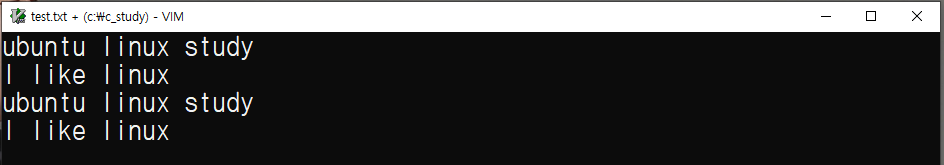 test.txt + (c:₩c_study) - VIM
ubuntu linux study
I like linux
ubuntu linux study
I like linux